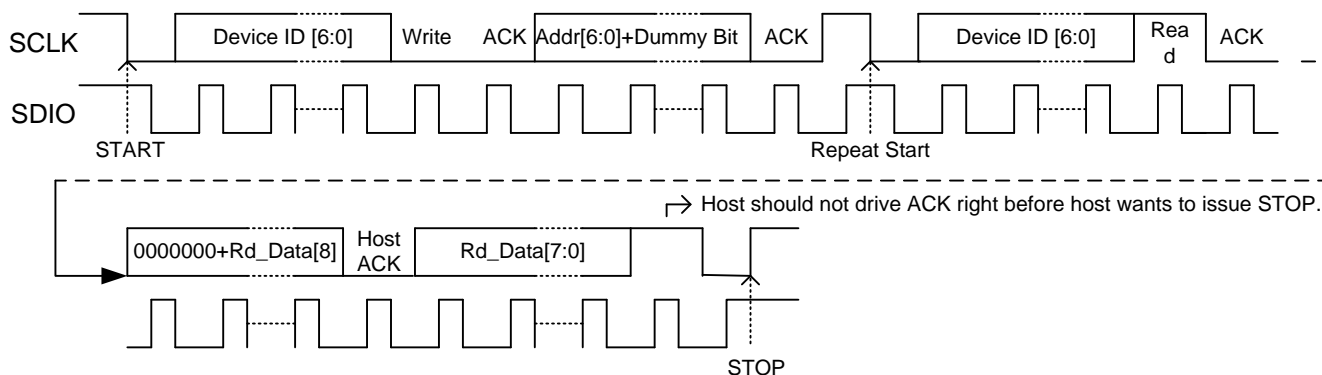 SCLK Device ID [6:0] Write ACK Addr[6:0]+Dummy Bit ACK Device ID [6:0] Rea ACK
d
SDIO
START Repeat Start
Host should not drive ACK right before host wants to issue STOP.
0000000+Rd_Data[8] Host Rd_Data[7:0]
ACK
STOP